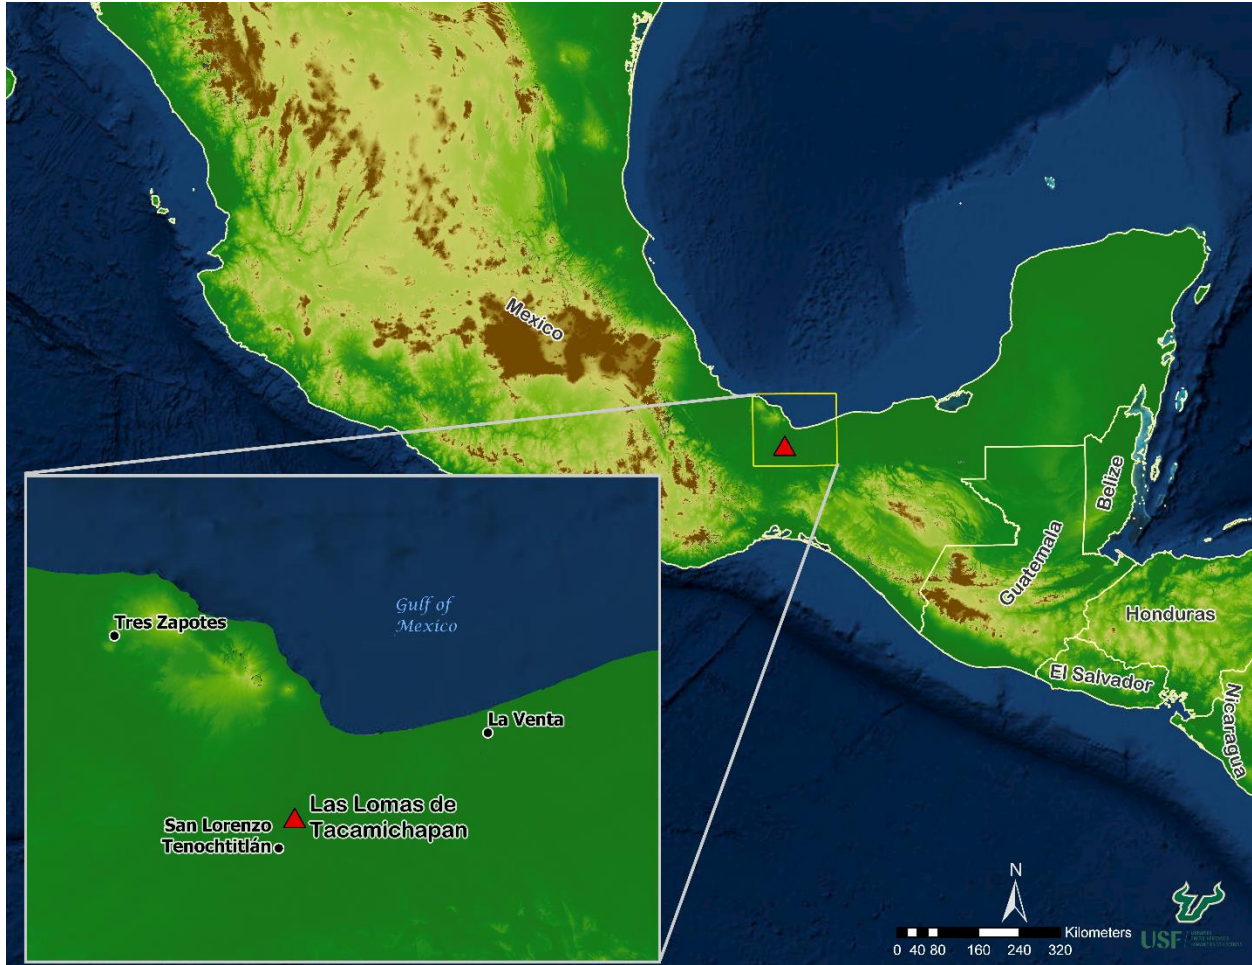 Mexico
Belize
Guatemala
Honduras
El Salvador
Nicaragua
Gulf of
Mexico
Tres Zapotes
La Venta
Las Lomas de
Tacamichapan
San Lorenzo
Tenochtitlán
N
Kilometers
0 40 80 160 240 320
USF